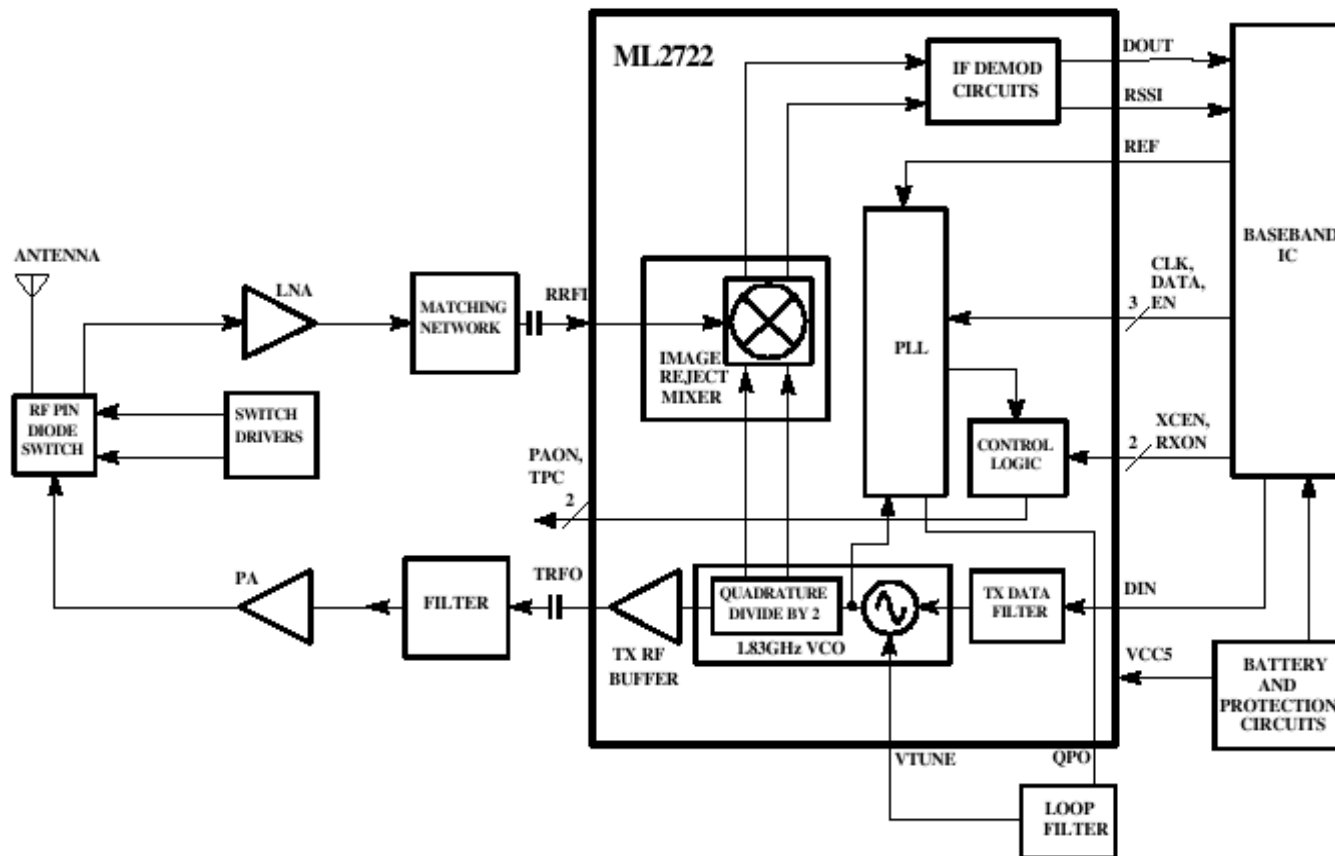 ML2722
IF DEMOD
CIRCUITS
DOUT
RSSI
REF
BASEBAND
IC
CLK,
DATA,
EN
3
ANTENNA
LNA
MATCHING
NETWORK
RRFI
IMAGE
REJECT
MIXER
PLL
RF PIN
DIODE
SWITCH
SWITCH
DRIVERS
CONTROL
LOGIC
XCEN,
RXON
2
PAON,
TPC
2
PA
FILTER
TRFO
TX RF
BUFFER
QUADRATURE
DIVIDE BY 2
1.83GHz VCO
TX DATA
FILTER
DIN
VCC5
BATTERY
AND
PROTECTION
CIRCUITS
VTUNE
QPO
LOOP
FILTER